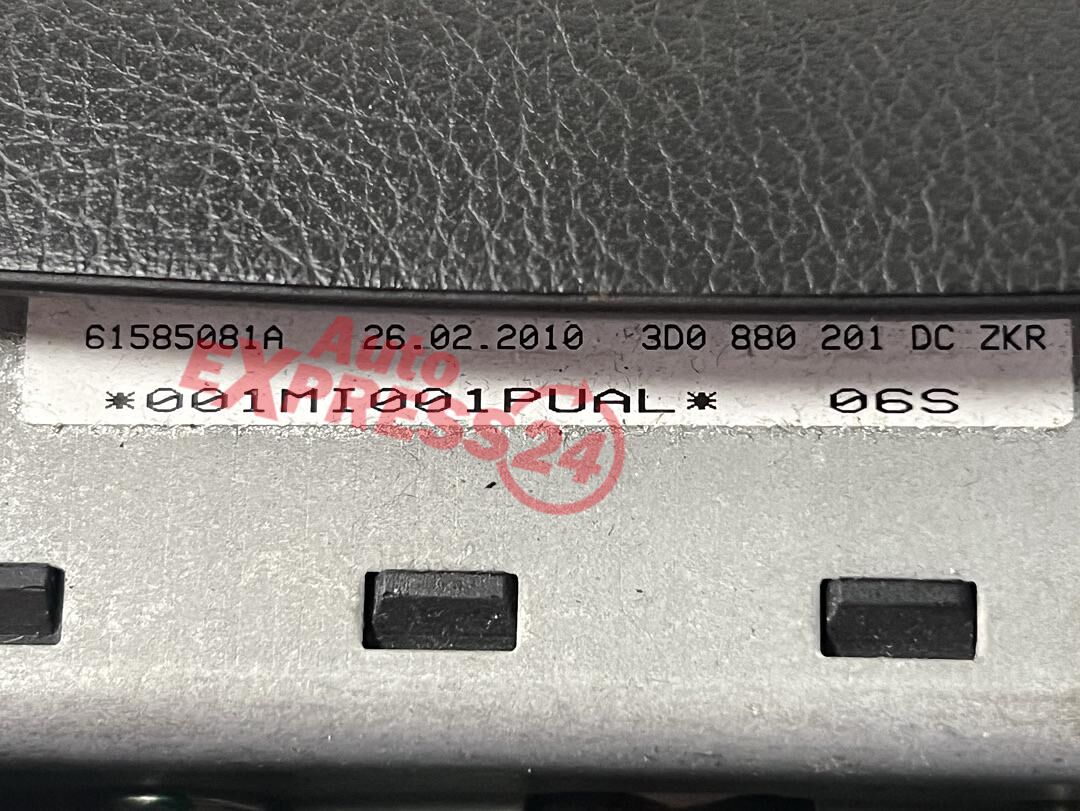 61585081A 26.02.2010 3D0 880 201 DC ZKR
*001MI001PUAL* 06S
Auto
EXPRESS24